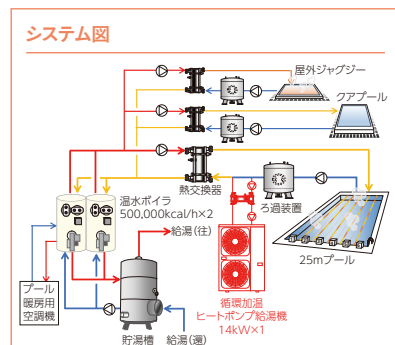 システム図
屋外ジャグジー
クアプール
熱交換器
ろ過装置
温水ボイラ
500,000kcal/h×2
給湯(往)
25mプール
プール
暖房用
空調機
循環加温
ヒートポンプ給湯機
14kW×1
貯湯槽
給湯(還)